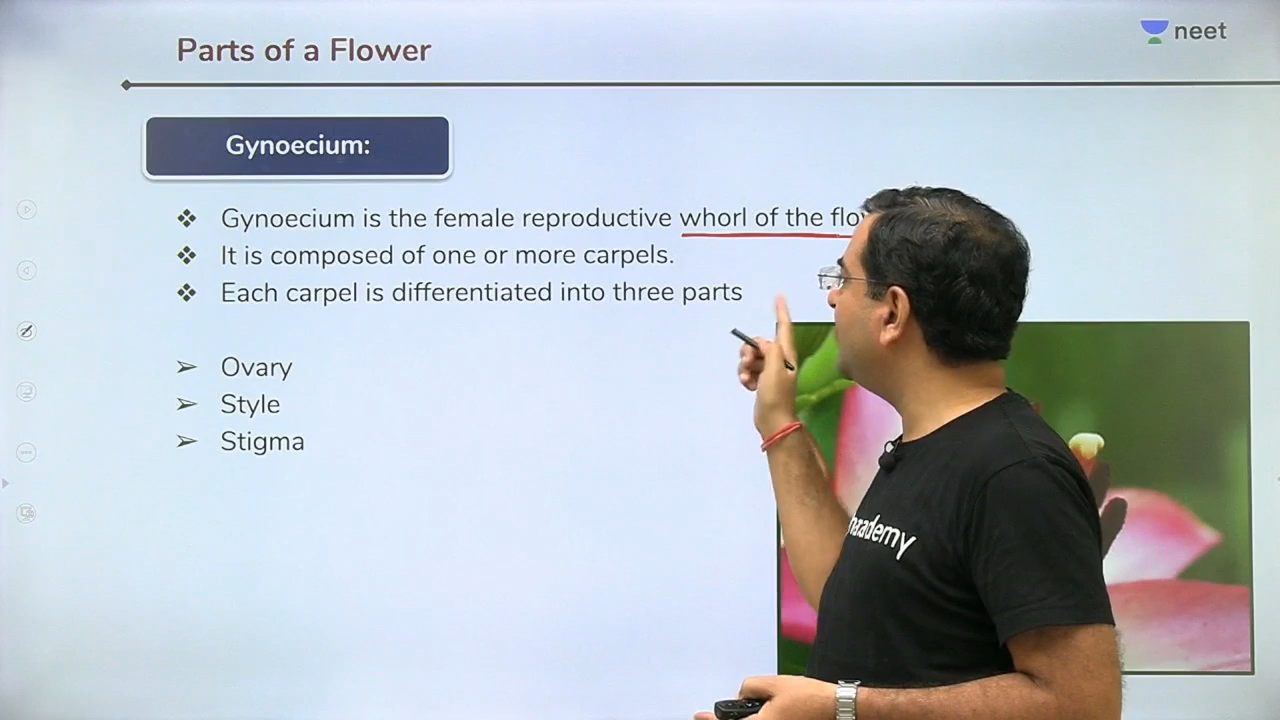 Parts of a Flower
neet
Gynoecium:
Gynoecium is the female reproductive whorl of the
It is composed of one or more carpels.
Each carpel is differentiated into three parts
Ovary
Style
Stigma